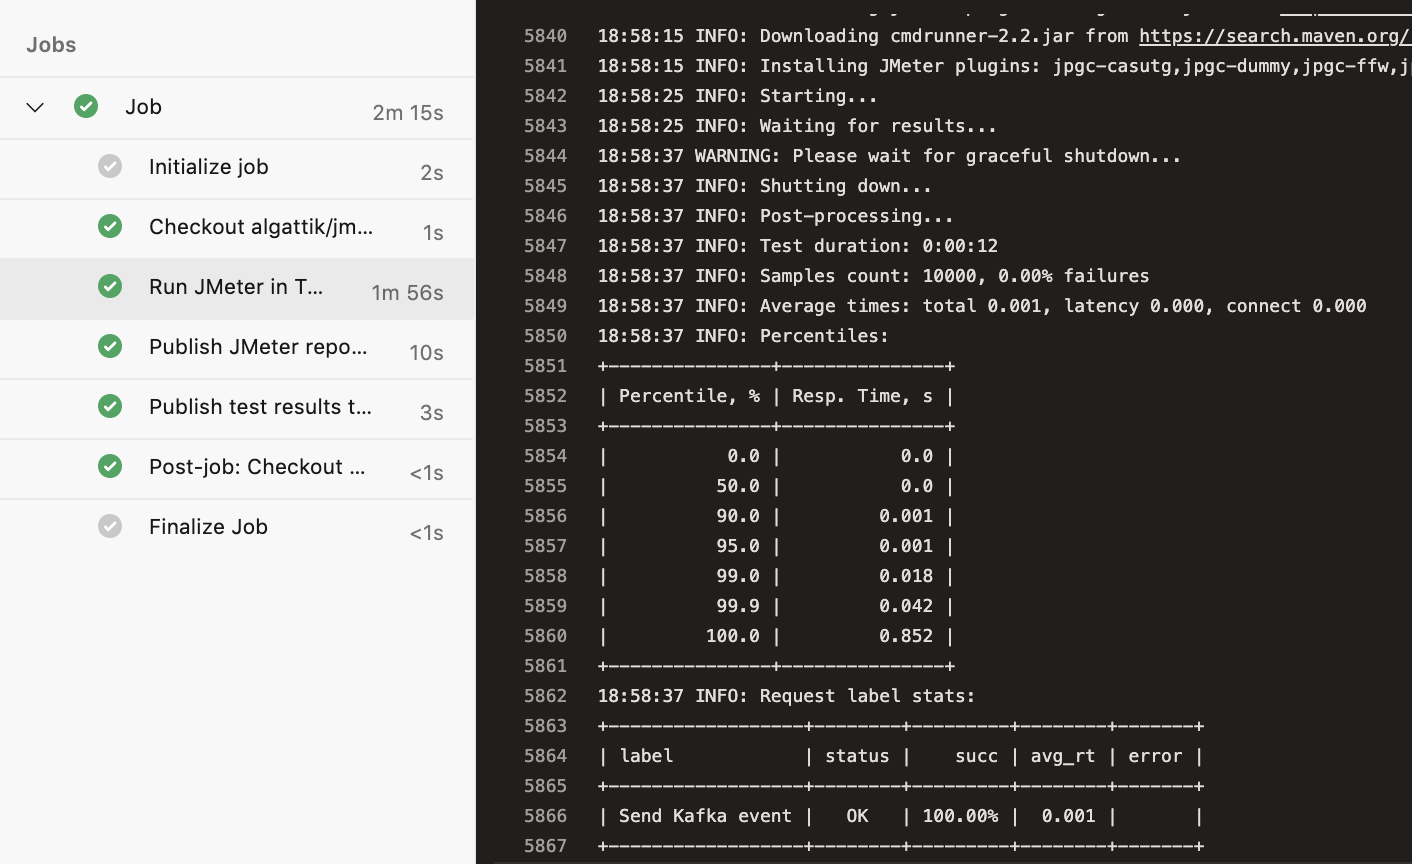 Jobs
Job 2m 15s
Initialize job 2s
Checkout algattik/jm... 1s
Run JMeter in T... 1m 56s
Publish JMeter repo... 10s
Publish test results t... 3s
Post-job: Checkout ... <1s
Finalize Job <1s
5840 18:58:15 INFO: Downloading cmdrunner-2.2.jar from https://search.maven.org/
5841 18:58:15 INFO: Installing JMeter plugins: jpgc-casutg,jpgc-dummy,jpgc-ffw,j
5842 18:58:25 INFO: Starting...
5843 18:58:25 INFO: Waiting for results...
5844 18:58:37 WARNING: Please wait for graceful shutdown...
5845 18:58:37 INFO: Shutting down...
5846 18:58:37 INFO: Post-processing...
5847 18:58:37 INFO: Test duration: 0:00:12
5848 18:58:37 INFO: Samples count: 10000, 0.00% failures
5849 18:58:37 INFO: Average times: total 0.001, latency 0.000, connect 0.000
5850 18:58:37 INFO: Percentiles:
5851 +---------------+---------------+
5852 | Percentile, % | Resp. Time, s |
5853 +---------------+---------------+
5854 |           0.0 |           0.0 |
5855 |          50.0 |           0.0 |
5856 |          90.0 |         0.001 |
5857 |          95.0 |         0.001 |
5858 |          99.0 |         0.018 |
5859 |          99.9 |         0.042 |
5860 |         100.0 |         0.852 |
5861 +---------------+---------------+
5862 18:58:37 INFO: Request label stats:
5863 +------------------+--------+---------+--------+-------+
5864 | label            | status |    succ | avg_rt | error |
5865 +------------------+--------+---------+--------+-------+
5866 | Send Kafka event |   OK   | 100.00% |  0.001 |       |
5867 +------------------+--------+---------+--------+-------+